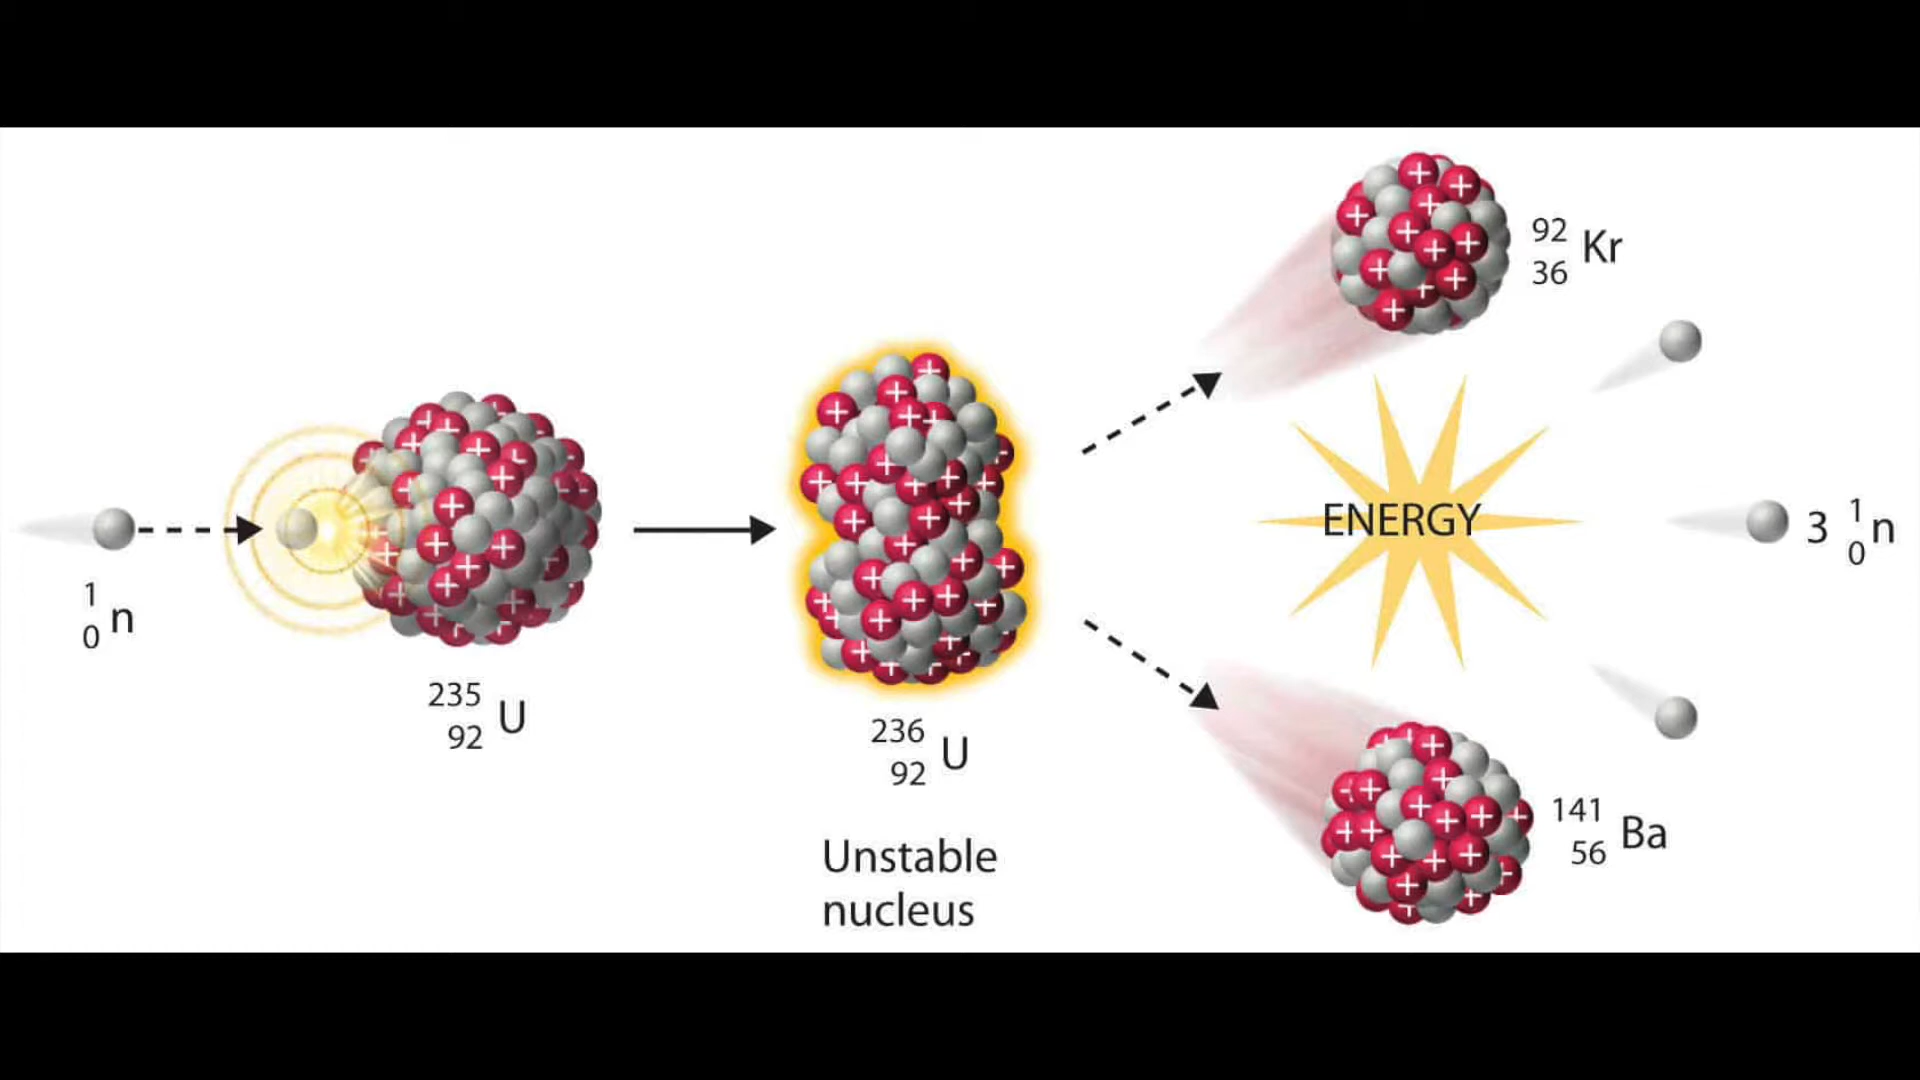 1
0 n
235
92 U
236
92 U
Unstable
nucleus
92
36 Kr
ENERGY
3 1
0 n
141
56 Ba